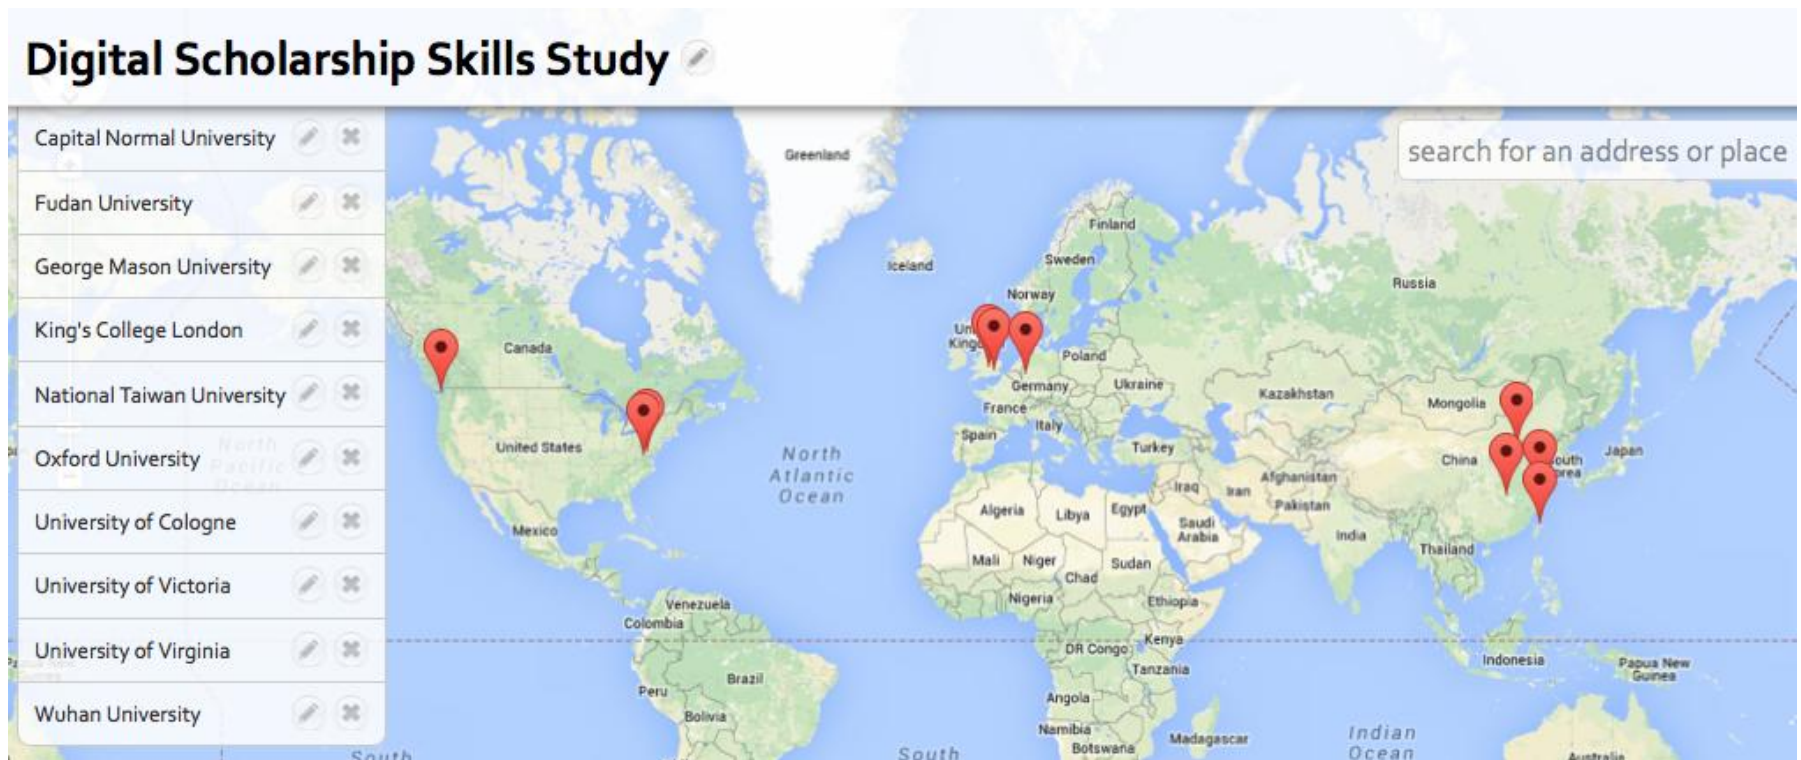 Digital Scholarship Skills Study
Capital Normal University
Fudan University
George Mason University
King's College London
National Taiwan University
Oxford University
University of Cologne
University of Victoria
University of Virginia
Wuhan University
search for an address or place
Greenland
Finland
Iceland
Sweden
Russia
Norway
Canada
Poland
Germany
Ukraine
Kazakhstan
Mongolia
France
Italy
Spain
United States
Turkey
China
Japan
North
Atlantic
Ocean
Afghanistan
Iraq
Iran
Pakistan
Algeria
Libya
Egypt
Saudi
Arabia
India
Mexico
Thailand
Mali
Niger
Sudan
Chad
Nigeria
Ethiopia
Venezuela
Colombia
Kenya
DR Congo
Tanzania
Indonesia
Papua New
Guinea
Brazil
Peru
Angola
Bolivia
Namibia
Botswana
Madagascar
Indian
Ocean
North
Pacific
Ocean
South
South
Australia